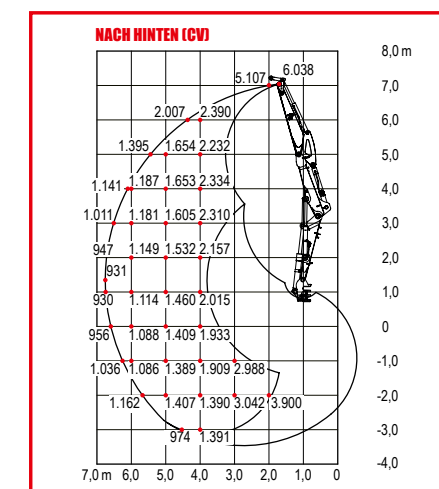 NACH HINTEN (CV)
8,0 m
5.107 6.038
7,0
2.007 2.390
6,0
1.395 1.654 2.232
5,0
1.141 1.187 1.653 2.334
4,0
1.011 1.181 1.605 2.310
3,0
947 1.149 1.532 2.157
2,0
931
930 1.114 1.460 2.015
1,0
956 1.088 1.409 1.933
0
1.036 1.086 1.389 1.909 2.988
-1,0
1.162 1.407 1.390 3.042 3.900
-2,0
974 1.391
-3,0
-4,0
7,0 m 6,0 5,0 4,0 3,0 2,0 1,0 0